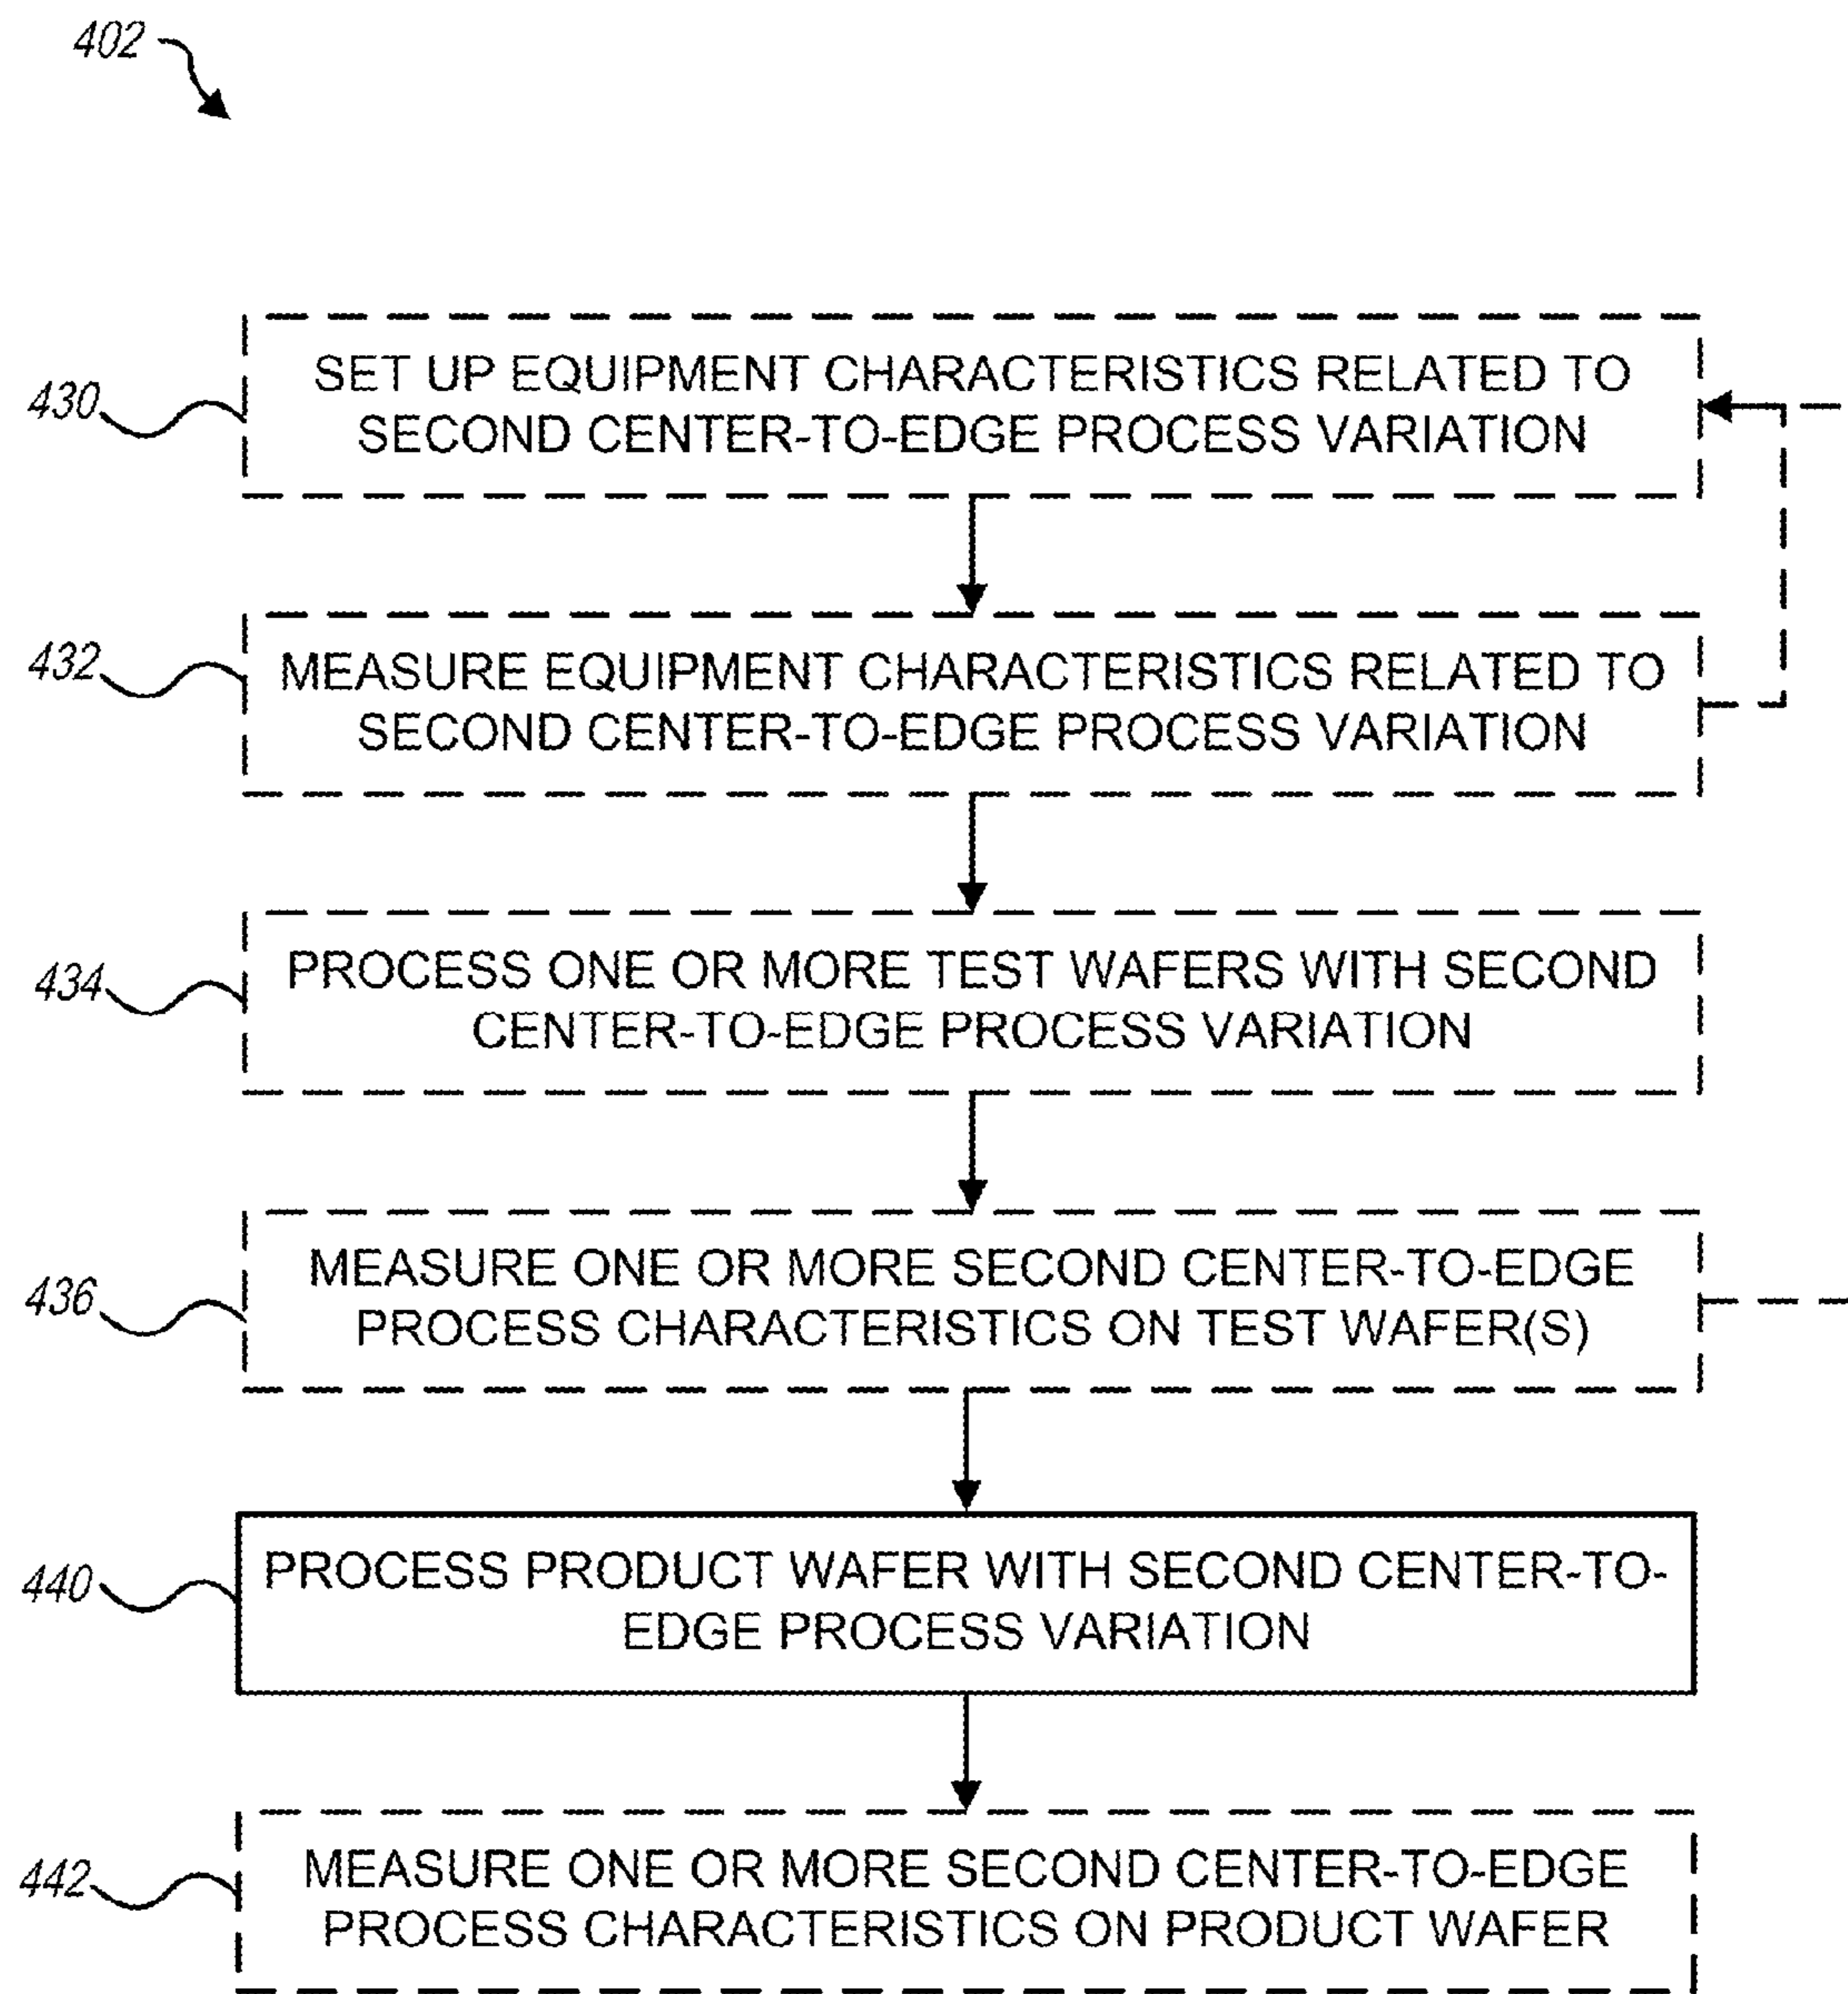 402
430
SET UP EQUIPMENT CHARACTERISTICS RELATED TO
SECOND CENTER-TO-EDGE PROCESS VARIATION
432
MEASURE EQUIPMENT CHARACTERISTICS RELATED TO
SECOND CENTER-TO-EDGE PROCESS VARIATION
434
PROCESS ONE OR MORE TEST WAFERS WITH SECOND
CENTER-TO-EDGE PROCESS VARIATION
436
MEASURE ONE OR MORE SECOND CENTER-TO-EDGE
PROCESS CHARACTERISTICS ON TEST WAFER(S)
440
PROCESS PRODUCT WAFER WITH SECOND CENTER-TO-
EDGE PROCESS VARIATION
442
MEASURE ONE OR MORE SECOND CENTER-TO-EDGE
PROCESS CHARACTERISTICS ON PRODUCT WAFER